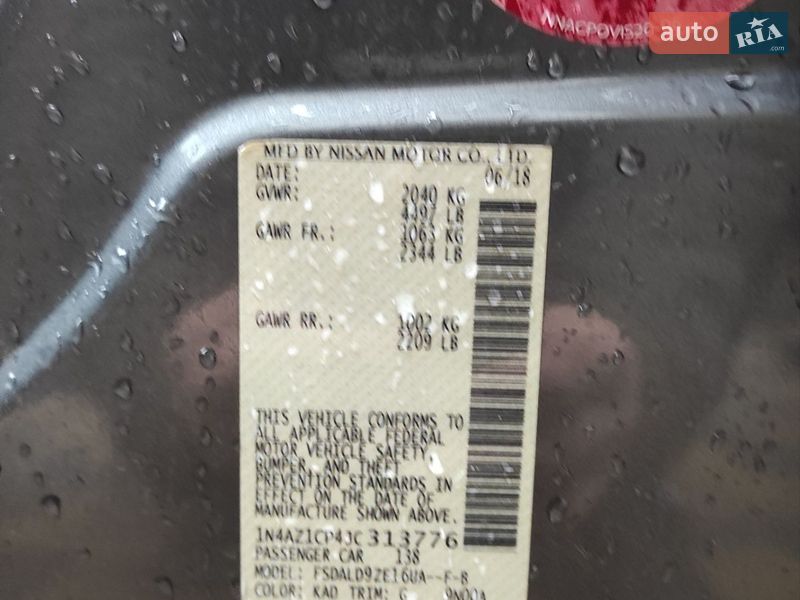 auto RIA
.com
MFD BY NISSAN MOTOR CO., LTD.
DATE: 06/18
GVWR: 2040 KG
4497 LB
GAWR FR.: 1063 KG
2344 LB
GAWR RR.: 1002 KG
2209 LB
THIS VEHICLE CONFORMS TO
ALL APPLICABLE FEDERAL
MOTOR VEHICLE SAFETY,
BUMPER, AND THEFT
PREVENTION STANDARDS IN
EFFECT ON THE DATE OF
MANUFACTURE SHOWN ABOVE.
1N4AZ1CP4JC313776
PASSENGER CAR 138
MODEL: FSDALD9ZE16UA--F-B
COLOR: KAD TRIM: G